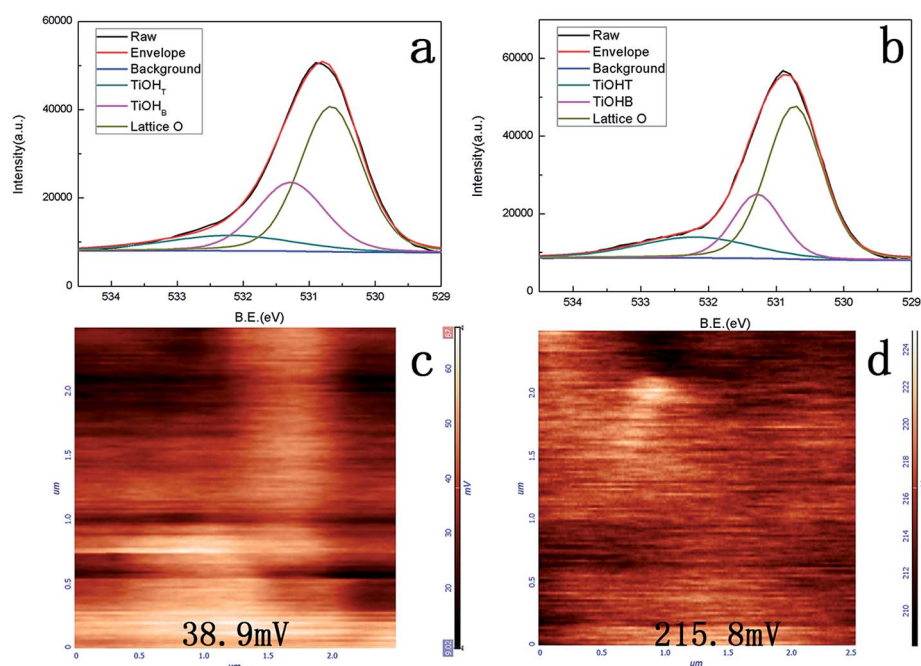 a
60000
40000
20000
0
Intensity(a.u.)
Raw
Envelope
Background
TiOH_T
TiOH_B
Lattice O
534 533 532 531 530 529
B.E.(eV)
b
60000
40000
20000
0
Intensity(a.u.)
Raw
Envelope
Background
TiOHT
TiOHB
Lattice O
534 533 532 531 530 529
B.E.(eV)
c
2.0
1.5
um
1.0
0.5
0
38.9mV
0 0.5 1.0 1.5 2.0
um
67
60
50
40
mV
30
20
9.02
d
2.0
1.5
um
1.0
0.5
0
215.8mV
0 0.5 1.0 1.5 2.0 2.5
um
224
222
220
218
216
214
212
210